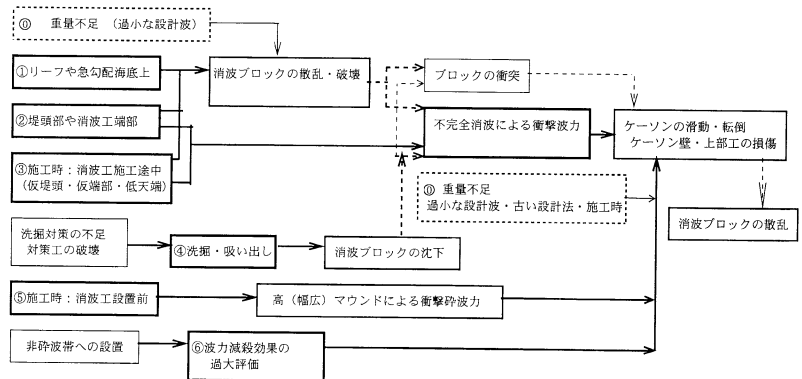 ⓪ 重量不足 (過小な設計波)
①リーフや急勾配海底上
消波ブロックの散乱・破壊
ブロックの衝突
②堤頭部や消波工端部
不完全消波による衝撃波力
ケーソンの滑動・転倒
ケーソン壁・上部工の損傷
③施工時：消波工施工途中
(仮堤頭・仮端部・低天端)
⓪ 重量不足
過小な設計波・古い設計法・施工時
消波ブロックの散乱
洗掘対策の不足
対策工の破壊
④洗掘・吸い出し
消波ブロックの沈下
⑤施工時：消波工設置前
高（幅広）マウンドによる衝撃砕波力
非砕波帯への設置
⑥波力減殺効果の
過大評価